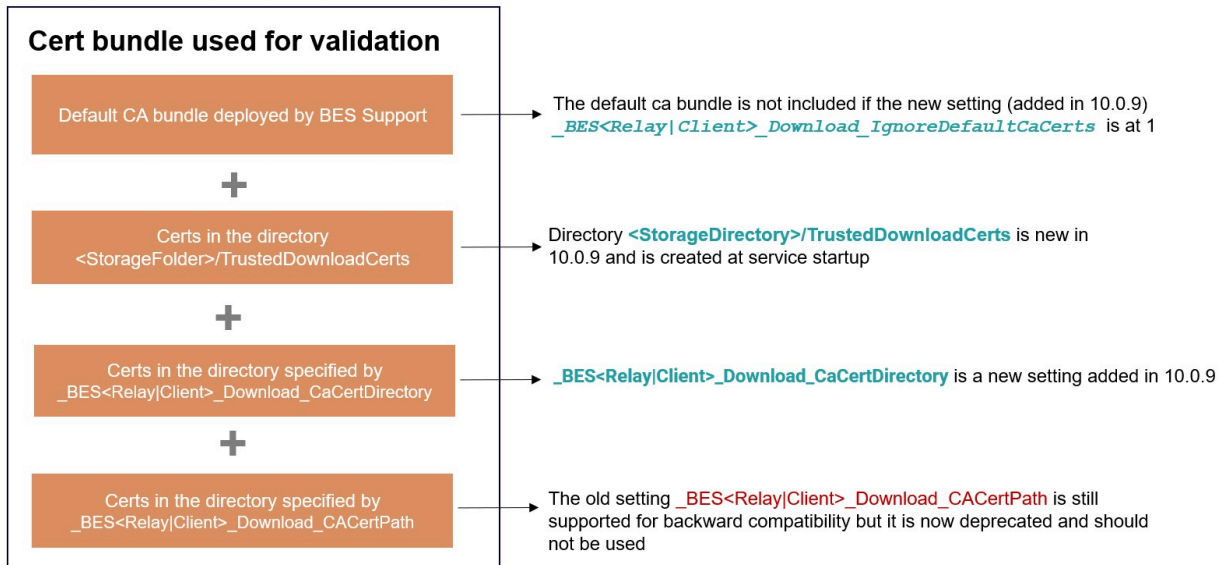 Cert bundle used for validation
Default CA bundle deployed by BES Support
The default ca bundle is not included if the new setting (added in 10.0.9)
_BES<Relay|Client>_Download_IgnoreDefaultCaCerts is at 1
+
Certs in the directory
<StorageFolder>/TrustedDownloadCerts
Directory <StorageDirectory>/TrustedDownloadCerts is new in
10.0.9 and is created at service startup
+
Certs in the directory specified by
_BES<Relay|Client>_Download_CaCertDirectory
_BES<Relay|Client>_Download_CaCertDirectory is a new setting added in 10.0.9
+
Certs in the directory specified by
_BES<Relay|Client>_Download_CACertPath
The old setting _BES<Relay|Client>_Download_CACertPath is still
supported for backward compatibility but it is now deprecated and should
not be used